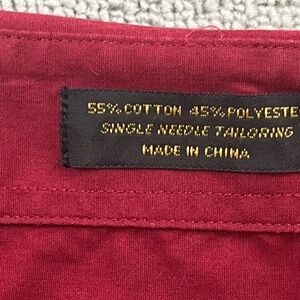 55% COTTON 45% POLYESTE
SINGLE NEEDLE TAILORING
MADE IN CHINA